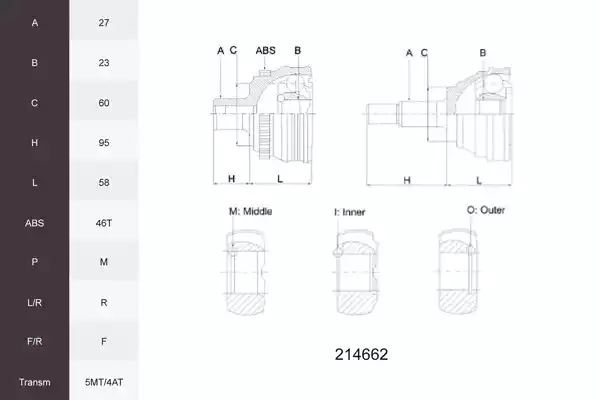 A 27
B 23
C 60
H 95
L 58
ABS 46T
P M
L/R R
F/R F
Transm 5MT/4AT
A C ABS B
H L
A C B
H L
M: Middle
I: Inner
O: Outer
214662